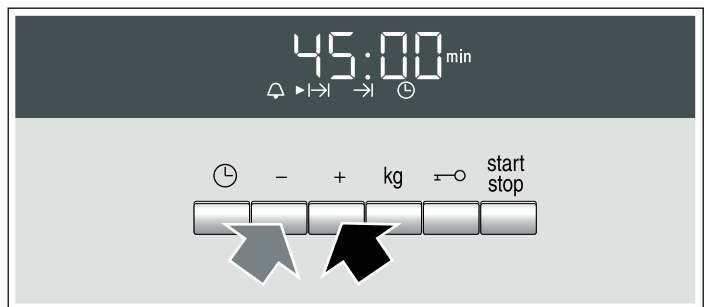 45:00 min
− + kg start stop